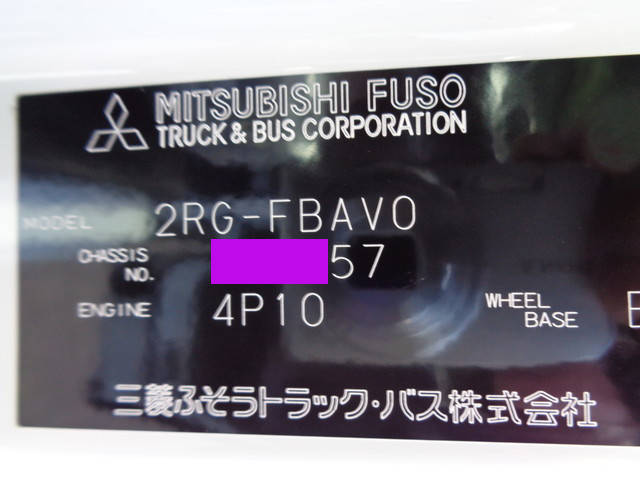 MITSUBISHI FUSO
TRUCK & BUS CORPORATION
MODEL 2RG-FBAV0
CHASSIS NO. 57
ENGINE 4P10 WHEEL BASE E
三菱ふそうトラック・バス株式会社